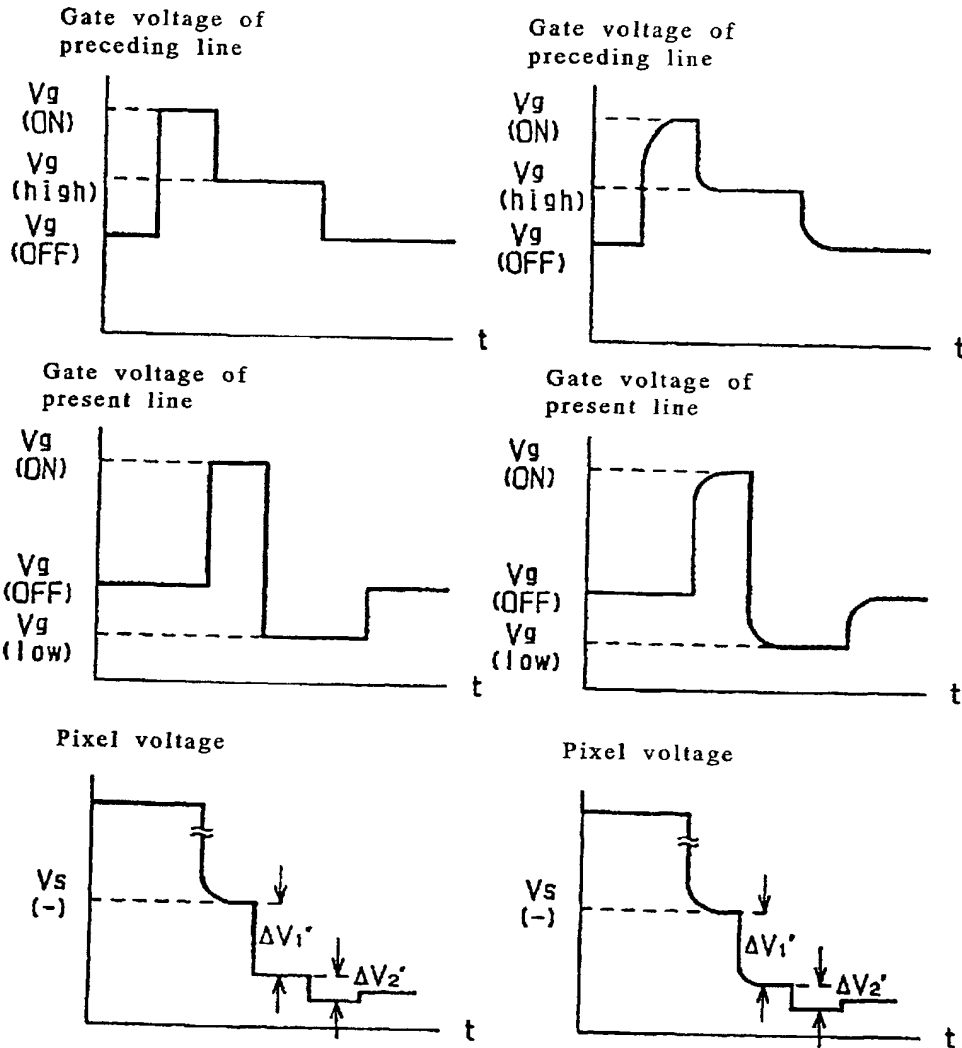 Gate voltage of
preceding line
Vg
(ON)
Vg
(high)
Vg
(OFF)
t
Gate voltage of
preceding line
Vg
(ON)
Vg
(high)
Vg
(OFF)
t
Gate voltage of
present line
Vg
(ON)
Vg
(OFF)
Vg
(low)
t
Gate voltage of
present line
Vg
(ON)
Vg
(OFF)
Vg
(low)
t
Pixel voltage
Vs
(-)
ΔV1'
ΔV2'
t
Pixel voltage
Vs
(-)
ΔV1'
ΔV2'
t